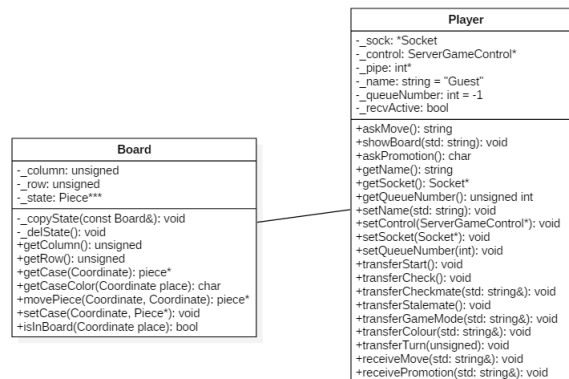 Player
-_sock: *Socket
-_control: ServerGameControl*
-_pipe: int*
-_name: string = "Guest"
-_queueNumber: int = -1
-_recvActive: bool
+askMove(): string
+showBoard(std: string): void
+askPromotion(): char
+getName(): string
+getSocket(): Socket*
+getQueueNumber(): unsigned int
+setName(std: string): void
+setControl(ServerGameControl*): void
+setSocket(Socket*): void
+setQueueNumber(int): void
+transferStart(): void
+transferCheck(): void
+transferCheckmate(std: string&): void
+transferStalemate(): void
+transferGameMode(std: string&): void
+transferColour(std: string&): void
+transferTurn(unsigned): void
+receiveMove(std: string&): void
+receivePromotion(std: string&): void
Board
-_column: unsigned
-_row: unsigned
-_state: Piece***
-_copyState(const Board&): void
-_delState(): void
+getColumn(): unsigned
+getRow(): unsigned
+getCase(Coordinate): piece*
+getCaseColor(Coordinate place): char
+movePiece(Coordinate, Coordinate): piece*
+setCase(Coordinate, Piece*): void
+isInBoard(Coordinate place): bool